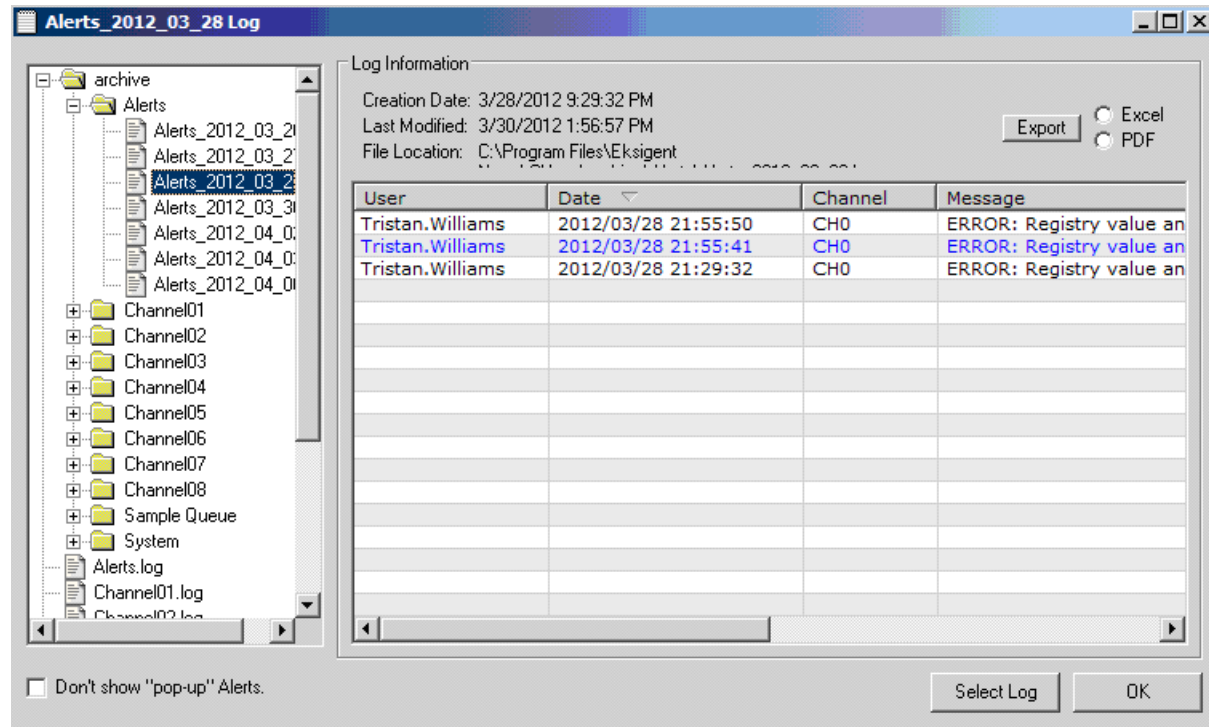 Alerts_2012_03_28 Log
archive
Alerts
Alerts_2012_03_2
Alerts_2012_03_2
Alerts_2012_03_2
Alerts_2012_03_3
Alerts_2012_04_0
Alerts_2012_04_0
Alerts_2012_04_0
Channel01
Channel02
Channel03
Channel04
Channel05
Channel06
Channel07
Channel08
Sample Queue
System
Alerts.log
Channel01.log
Channel02.log
Don't show "pop-up" Alerts.
Log Information
Creation Date: 3/28/2012 9:29:32 PM
Last Modified: 3/30/2012 1:56:57 PM
File Location: C:\Program Files\Eksigent
Export
Excel
PDF
User Date Channel Message
Tristan.Williams 2012/03/28 21:55:50 CH0 ERROR: Registry value an
Tristan.Williams 2012/03/28 21:55:41 CH0 ERROR: Registry value an
Tristan.Williams 2012/03/28 21:29:32 CH0 ERROR: Registry value an
Select Log
OK